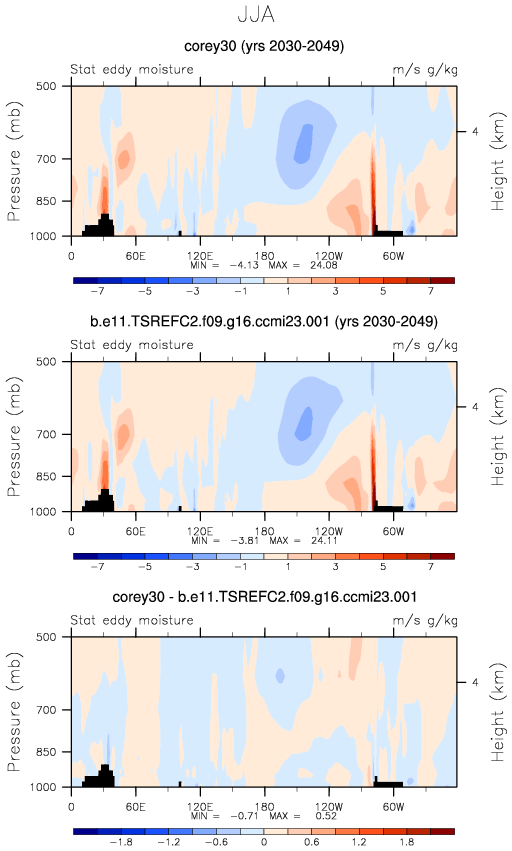 JJA
corey30 (yrs 2030-2049)
Stat eddy moisture m/s g/kg
500
700
850
1000
Pressure (mb)
4
Height (km)
0 60E 120E 180 120W 60W
MIN = -4.13 MAX = 24.08
-7 -5 -3 -1 1 3 5 7
b.e11.TSREFC2.f09.g16.ccmi23.001 (yrs 2030-2049)
Stat eddy moisture m/s g/kg
500
700
850
1000
Pressure (mb)
4
Height (km)
0 60E 120E 180 120W 60W
MIN = -3.81 MAX = 24.11
-7 -5 -3 -1 1 3 5 7
corey30 - b.e11.TSREFC2.f09.g16.ccmi23.001
Stat eddy moisture m/s g/kg
500
700
850
1000
Pressure (mb)
4
Height (km)
0 60E 120E 180 120W 60W
MIN = -0.71 MAX = 0.52
-1.8 -1.2 -0.6 0 0.6 1.2 1.8